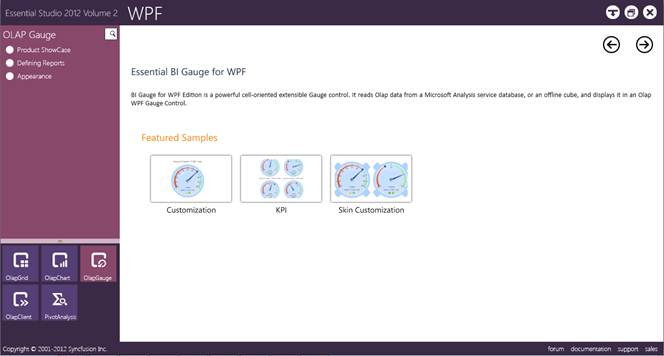 Essential Studio 2012 Volume 2 WPF
OLAP Gauge
Product ShowCase
Defining Reports
Appearance
Essential BI Gauge for WPF
BI Gauge for WPF Edition is a powerful cell-oriented extensible Gauge control. It reads Olap data from a Microsoft Analysis service database, or an offline cube, and displays it in an Olap
WPF Gauge Control.
Featured Samples
Customization KPI Skin Customization
OlapGrid OlapChart OlapGauge
OlapClient PivotAnalysis
Copyright © 2001-2012 Syncfusion Inc. forum documentation support sales